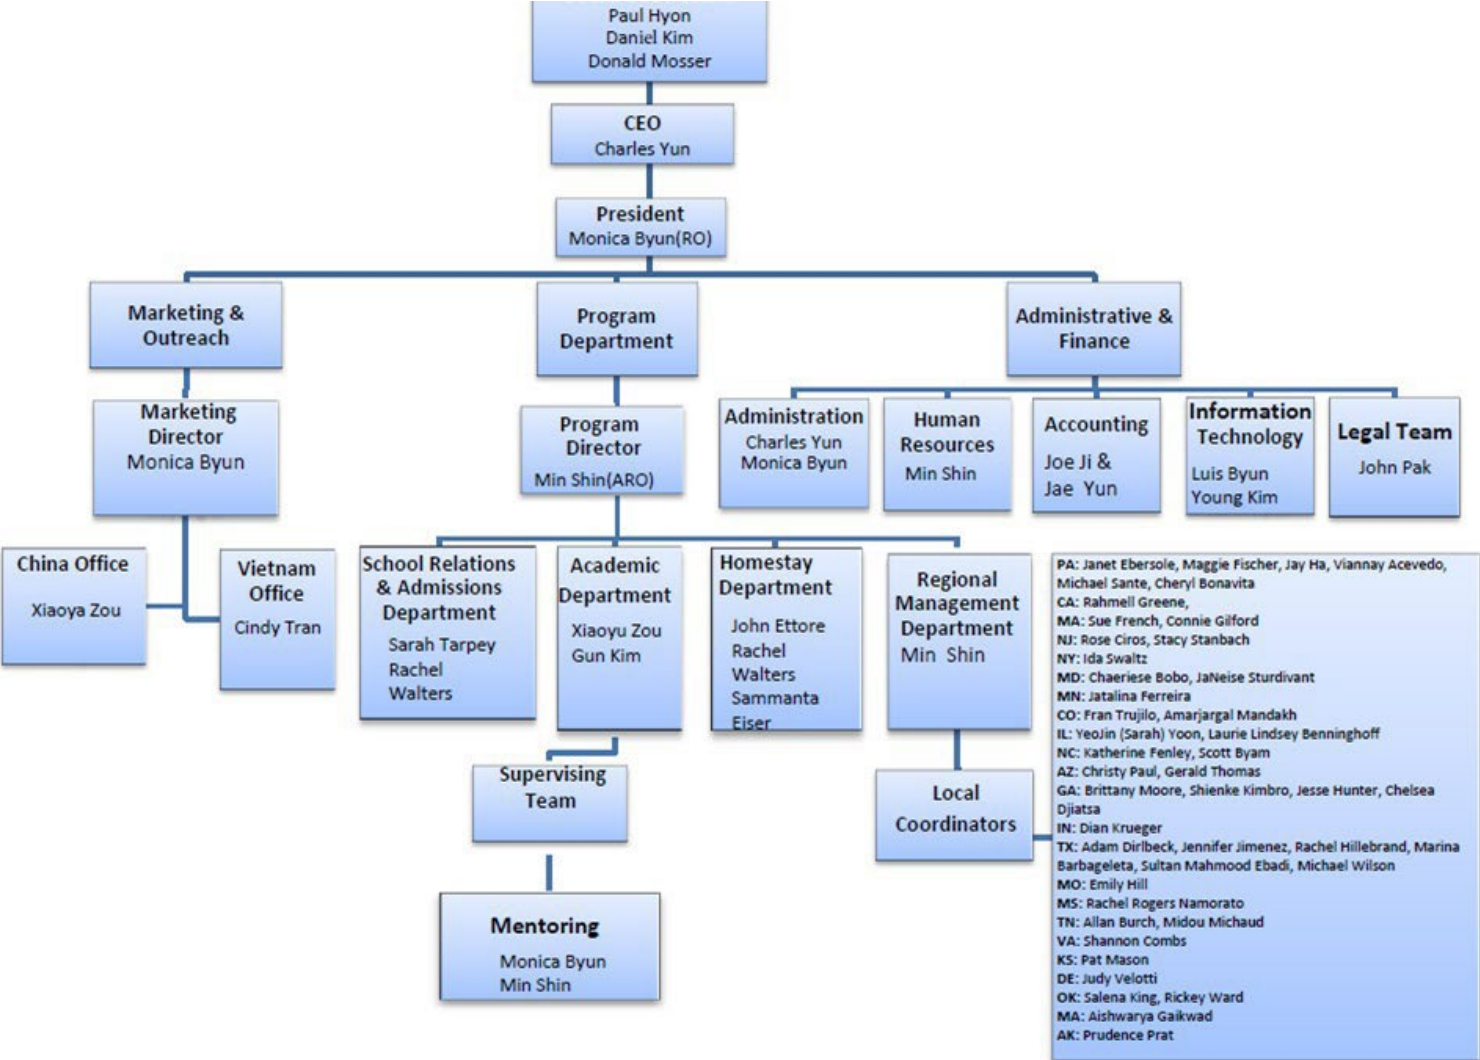 Paul Hyon
Daniel Kim
Donald Mosser
CEO
Charles Yun
President
Monica Byun(RO)
Marketing &
Outreach
Program
Department
Administrative &
Finance
Marketing
Director
Monica Byun
Program
Director
Min Shin(ARO)
Administration
Charles Yun
Monica Byun
Human
Resources
Min Shin
Accounting
Joe Ji &
Jae Yun
Information
Technology
Luis Byun
Young Kim
Legal Team
John Pak
China Office
Xiaoya Zou
Vietnam
Office
Cindy Tran
School Relations
& Admissions
Department
Sarah Tarpey
Rachel
Walters
Academic
Department
Xiaoyu Zou
Gun Kim
Homestay
Department
John Ettore
Rachel
Walters
Sammanta
Eiser
Regional
Management
Department
Min Shin
Supervising
Team
Mentoring
Monica Byun
Min Shin
Local
Coordinators
PA: Janet Ebersole, Maggie Fischer, Jay Ha, Viannay Acevedo,
Michael Sante, Cheryl Bonavita
CA: Rahmell Greene,
MA: Sue French, Connie Gilford
NJ: Rose Ciros, Stacy Stanbach
NY: Ida Swaltz
MD: Chaeriese Bobo, JaNeise Sturdivant
MN: Jatalina Ferreira
CO: Fran Trujilo, Amarjargal Mandakh
IL: YeoJin (Sarah) Yoon, Laurie Lindsey Benninghoff
NC: Katherine Fenley, Scott Byam
AZ: Christy Paul, Gerald Thomas
GA: Brittany Moore, Shienke Kimbro, Jesse Hunter, Chelsea
Djiatsa
IN: Dian Krueger
TX: Adam Dirlbeck, Jennifer Jimenez, Rachel Hillebrand, Marina
Barbageleta, Sultan Mahmood Ebadi, Michael Wilson
MO: Emily Hill
MS: Rachel Rogers Namorato
TN: Allan Burch, Midou Michaud
VA: Shannon Combs
KS: Pat Mason
DE: Judy Velotti
OK: Salena King, Rickey Ward
MA: Aishwarya Gaikwad
AK: Prudence Prat